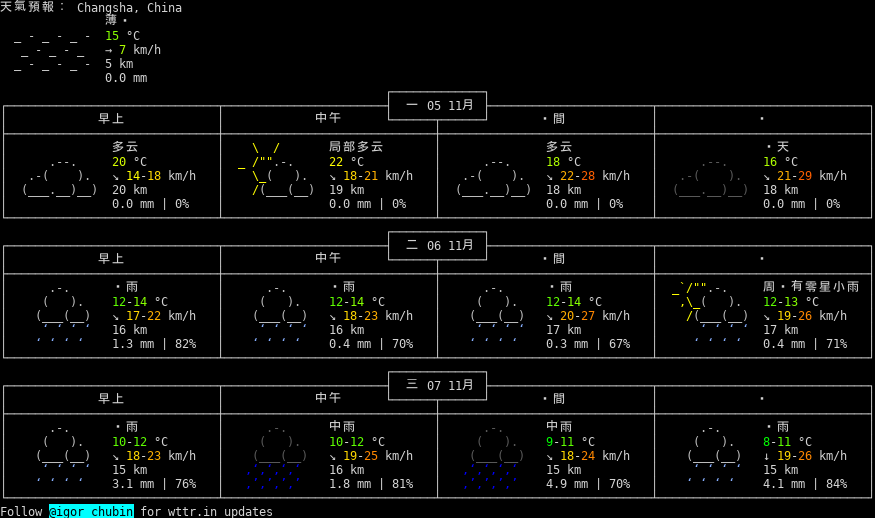 天氣預報： Changsha, China
薄・
15 °C
→ 7 km/h
5 km
0.0 mm
一 05 11月
早上 中午 ・間 ・
多云 局部多云 多云 ・天
20 °C 22 °C 18 °C 16 °C
↘ 14-18 km/h ↘ 18-21 km/h ↘ 22-28 km/h ↘ 21-29 km/h
20 km 19 km 18 km 18 km
0.0 mm | 0% 0.0 mm | 0% 0.0 mm | 0% 0.0 mm | 0%
二 06 11月
早上 中午 ・間 ・
・雨 ・雨 ・雨 周・有零星小雨
12-14 °C 12-14 °C 12-14 °C 12-13 °C
↘ 17-22 km/h ↘ 18-23 km/h ↘ 20-27 km/h ↘ 19-26 km/h
16 km 16 km 17 km 17 km
1.3 mm | 82% 0.4 mm | 70% 0.3 mm | 67% 0.4 mm | 71%
三 07 11月
早上 中午 ・間 ・
・雨 中雨 中雨 ・雨
10-12 °C 10-12 °C 9-11 °C 8-11 °C
↘ 18-23 km/h ↘ 19-25 km/h ↘ 18-24 km/h ↓ 19-26 km/h
15 km 16 km 15 km 15 km
3.1 mm | 76% 1.8 mm | 81% 4.9 mm | 70% 4.1 mm | 84%
Follow @igor_chubin for wttr.in updates